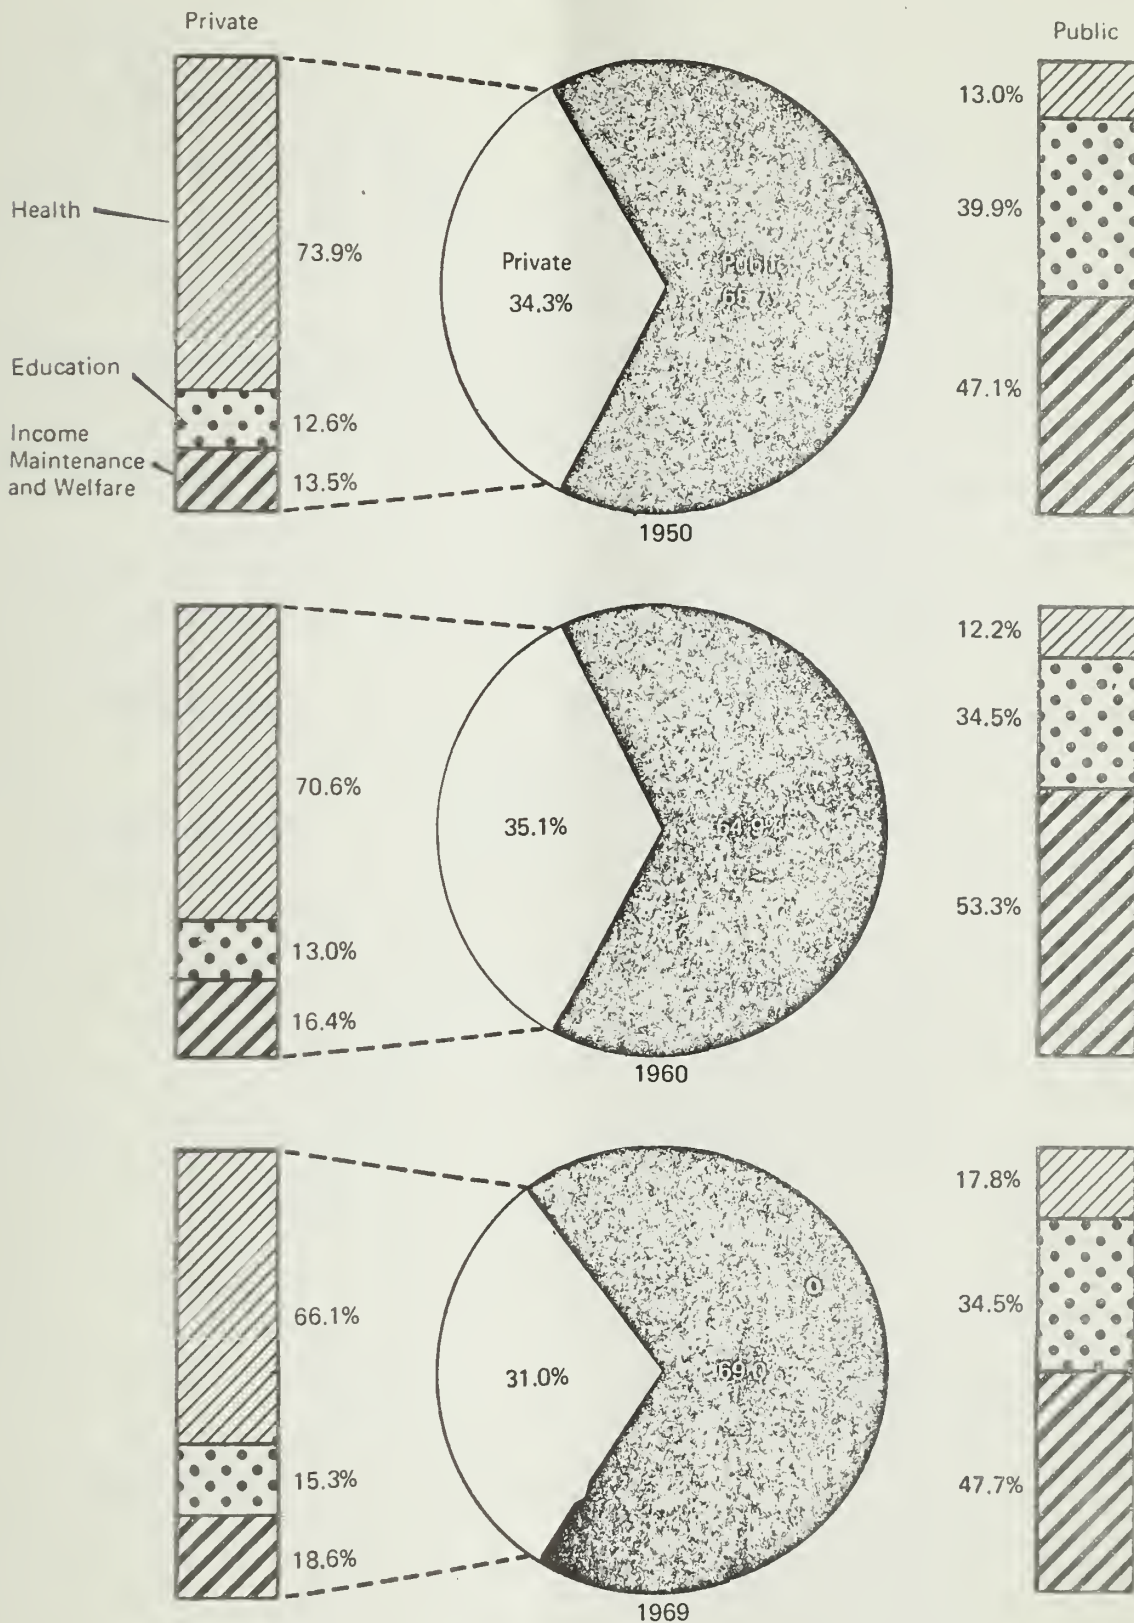 Private
Public
Health
73.9%
Education
12.6%
Income
Maintenance
and Welfare
13.5%
Private
34.3%
Public
1950
13.0%
39.9%
47.1%
70.6%
13.0%
16.4%
35.1%
64.9%
1960
12.2%
34.5%
53.3%
66.1%
15.3%
18.6%
31.0%
69.0
1969
17.8%
34.5%
47.7%